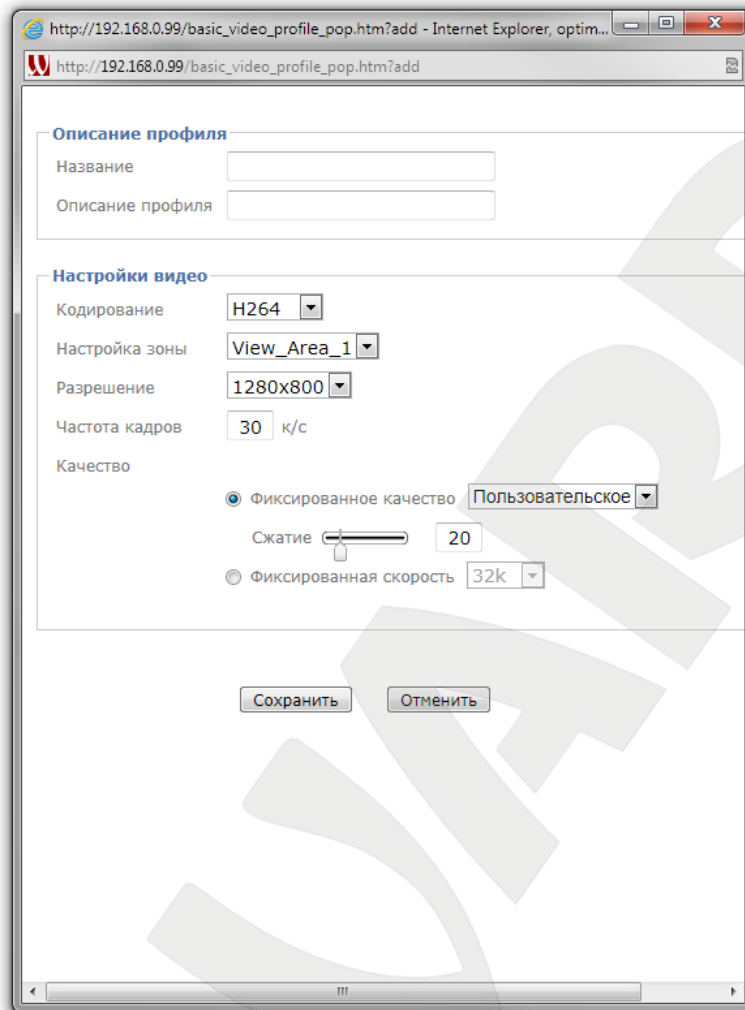 http://192.168.0.99/basic_video_profile_pop.htm?add - Internet Explorer, optim...
http://192.168.0.99/basic_video_profile_pop.htm?add
Описание профиля
Название
Описание профиля
Настройки видео
Кодирование H264
Настройка зоны View_Area_1
Разрешение 1280x800
Частота кадров 30 к/с
Качество
Фиксированное качество Пользовательское
Сжатие 20
Фиксированная скорость 32k
Сохранить Отменить